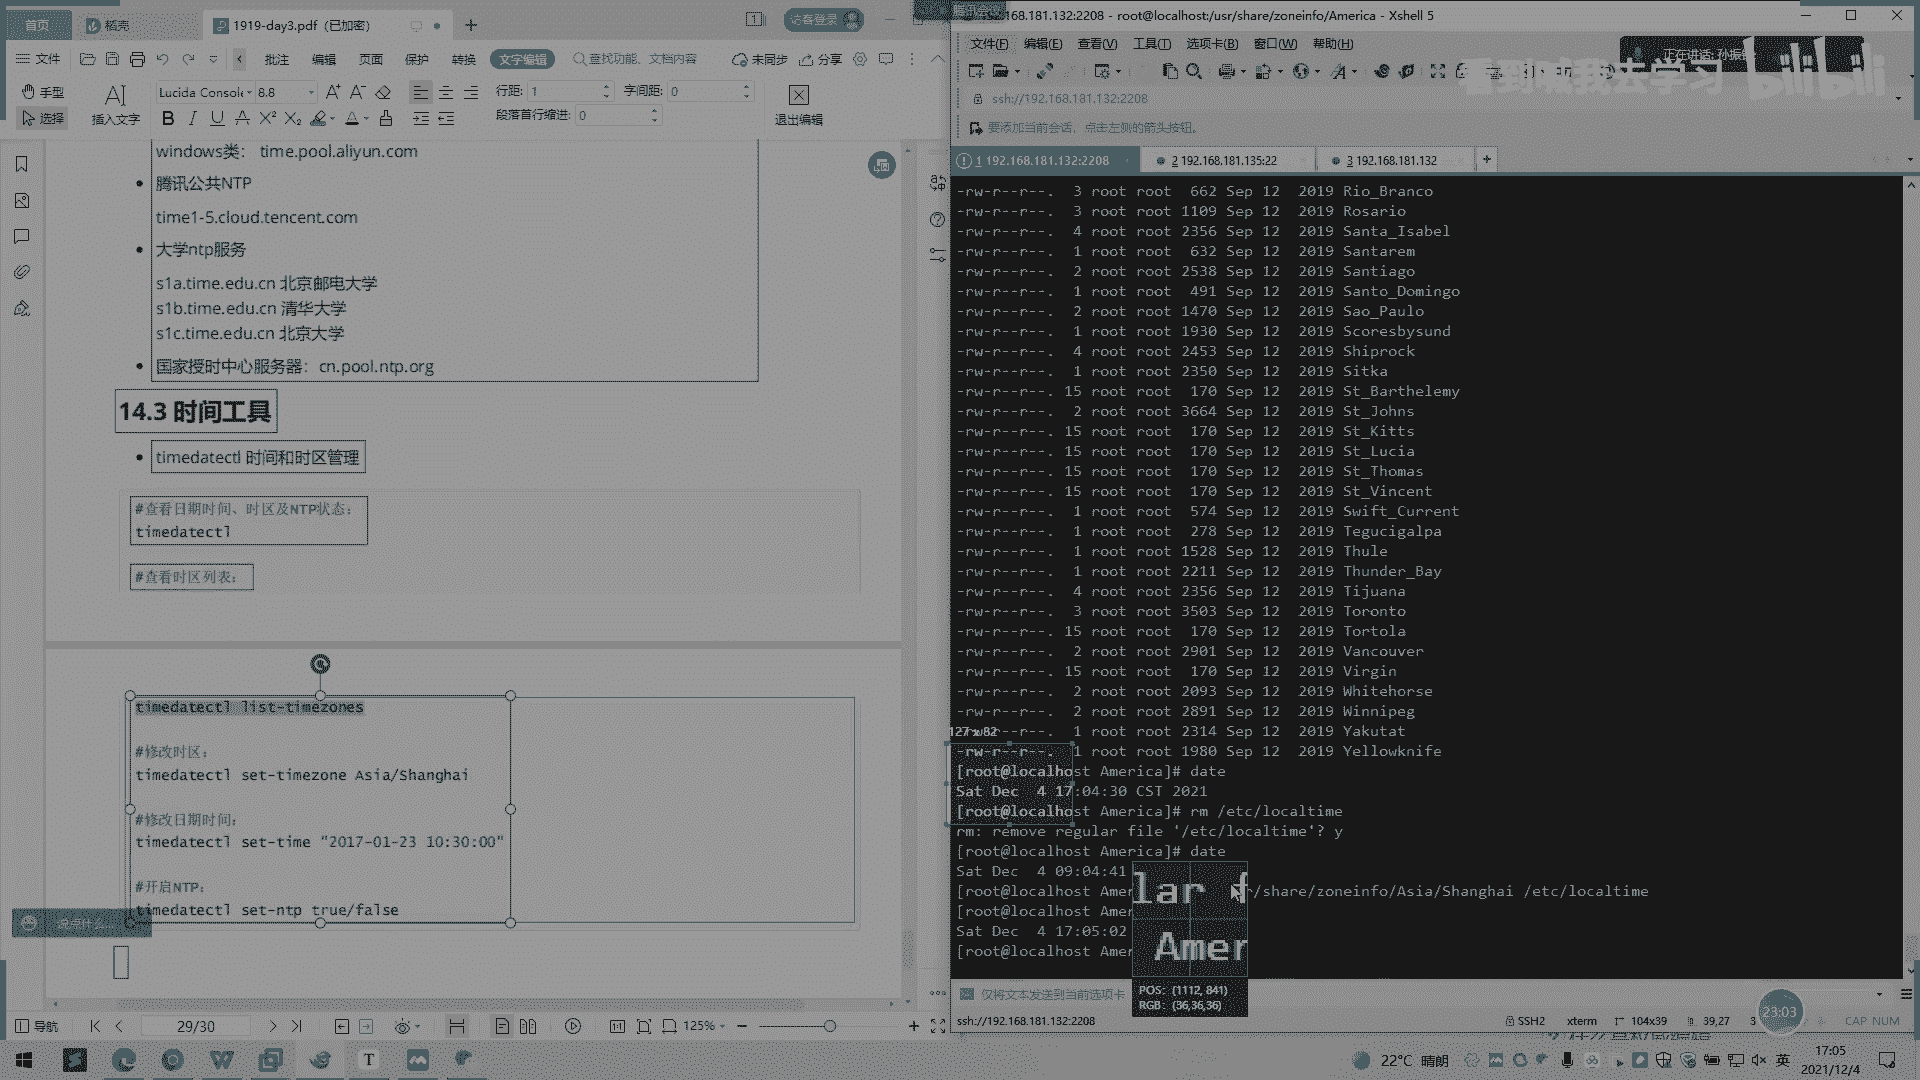 首页
稻壳
1919-day3.pdf (已加密)
访客登录
文件
批注
编辑
页面
保护
转换
文字编辑
查找功能、文档内容
未同步
分享
手型
选择
插入文字
Lucida Console
8.8
行距: 1
字间距: 0
段落首行缩进: 0
退出编辑
windows类: time.pool.aliyun.com
腾讯公共NTP
time1-5.cloud.tencent.com
大学ntp服务
s1a.time.edu.cn 北京邮电大学
s1b.time.edu.cn 清华大学
s1c.time.edu.cn 北京大学
国家授时中心服务器: cn.pool.ntp.org
14.3 时间工具
timedatectl 时间和时区管理
#查看日期时间、时区及NTP状态:
timedatectl
#查看时区列表:
timedatectl list-timezones
#修改时区:
timedatectl set-timezone Asia/Shanghai
#修改日期时间:
timedatectl set-time "2017-01-23 10:30:00"
#开启NTP:
timedatectl set-ntp true/false
说点什么...
导航
29/30
125%
腾讯会议
.168.181.132:2208 - root@localhost:/usr/share/zoneinfo/America - Xshell 5
文件(F)
编辑(E)
查看(V)
工具(T)
选项卡(B)
窗口(W)
帮助(H)
看到喊我去学习
bilibili
ssh://192.168.181.132:2208
要添加当前会话,点击左侧的箭头按钮。
1 192.168.181.132:2208
2 192.168.181.135:22
3 192.168.181.132
-rw-r--r--. 3 root root 662 Sep 12 2019 Rio_Branco
-rw-r--r--. 3 root root 1109 Sep 12 2019 Rosario
-rw-r--r--. 4 root root 2356 Sep 12 2019 Santa_Isabel
-rw-r--r--. 1 root root 632 Sep 12 2019 Santarem
-rw-r--r--. 2 root root 2538 Sep 12 2019 Santiago
-rw-r--r--. 1 root root 491 Sep 12 2019 Santo_Domingo
-rw-r--r--. 2 root root 1470 Sep 12 2019 Sao_Paulo
-rw-r--r--. 1 root root 1930 Sep 12 2019 Scoresbysund
-rw-r--r--. 4 root root 2453 Sep 12 2019 Shiprock
-rw-r--r--. 1 root root 2350 Sep 12 2019 Sitka
-rw-r--r--. 15 root root 170 Sep 12 2019 St_Barthelemy
-rw-r--r--. 2 root root 3664 Sep 12 2019 St_Johns
-rw-r--r--. 15 root root 170 Sep 12 2019 St_Kitts
-rw-r--r--. 15 root root 170 Sep 12 2019 St_Lucia
-rw-r--r--. 15 root root 170 Sep 12 2019 St_Thomas
-rw-r--r--. 15 root root 170 Sep 12 2019 St_Vincent
-rw-r--r--. 1 root root 574 Sep 12 2019 Swift_Current
-rw-r--r--. 1 root root 278 Sep 12 2019 Tegucigalpa
-rw-r--r--. 1 root root 1528 Sep 12 2019 Thule
-rw-r--r--. 1 root root 2211 Sep 12 2019 Thunder_Bay
-rw-r--r--. 4 root root 2356 Sep 12 2019 Tijuana
-rw-r--r--. 3 root root 3503 Sep 12 2019 Toronto
-rw-r--r--. 15 root root 170 Sep 12 2019 Tortola
-rw-r--r--. 2 root root 2901 Sep 12 2019 Vancouver
-rw-r--r--. 15 root root 170 Sep 12 2019 Virgin
-rw-r--r--. 2 root root 2093 Sep 12 2019 Whitehorse
-rw-r--r--. 2 root root 2891 Sep 12 2019 Winnipeg
r--r--. 1 root root 2314 Sep 12 2019 Yakutat
-rw-r--r--. 1 root root 1980 Sep 12 2019 Yellowknife
[root@localhost America]# date
Sat Dec 4 17:04:30 CST 2021
[root@localhost America]# rm /etc/localtime
rm: remove regular file '/etc/localtime'? y
[root@localhost America]# date
Sat Dec 4 09:04:41
[root@localhost Amer r/share/zoneinfo/Asia/Shanghai /etc/localtime
[root@localhost Amer
Sat Dec 4 17:05:02
[root@localhost Amer
lar f
Amer
POS: (1112, 841)
RGB: (36,36,36)
仅将文本发送到当前选项卡
ssh://192.168.181.132:2208
SSH2
xterm
104x39
39,27
23:03
CAP NUM
22°C 晴朗
英
17:05
2021/12/4